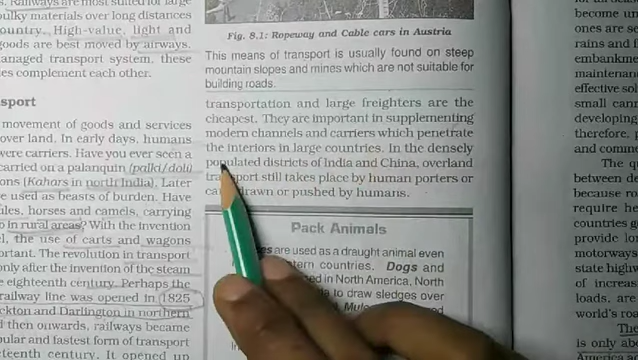 s. Railways are most suited for large
ulky materials over long distances
ountry. High-value, light and
goods are best moved by airways.
anaged transport system, these
es complement each other.
sport
movement of goods and services
over land. In early days, humans
were carriers. Have you ever seen a
carried on a palanquin (palki/doli)
ons (Kahars in north India). Later
e used as beasts of burden. Have
ules, horses and camels, carrying
o in rural areas? With the invention
el, the use of carts and wagons
ortant. The revolution in transport
only after the invention of the steam
e eighteenth century. Perhaps the
railway line was opened in 1825
ckton and Darlington in northern
d then onwards, railways became
pular and fastest form of transport
eteenth century. It opened up
Fig. 8.1: Ropeway and Cable cars in Austria
This means of transport is usually found on steep
mountain slopes and mines which are not suitable for
building roads.
transportation and large freighters are the
cheapest. They are important in supplementing
modern channels and carriers which penetrate
the interiors in large countries. In the densely
populated districts of India and China, overland
transport still takes place by human porters or
drawn or pushed by humans.
Pack Animals
are used as a draught animal even
tern countries. Dogs and
ed in North America, North
to draw sledges over
become un
ones are se
rains and f
embankme
maintenan
effective sol
small cann
developing
therefore, p
and comme
The qu
between de
because ro
require he
countries g
provide lo
motorways
state high
of increas
loads, are
world's roa
The
is only ab
America a